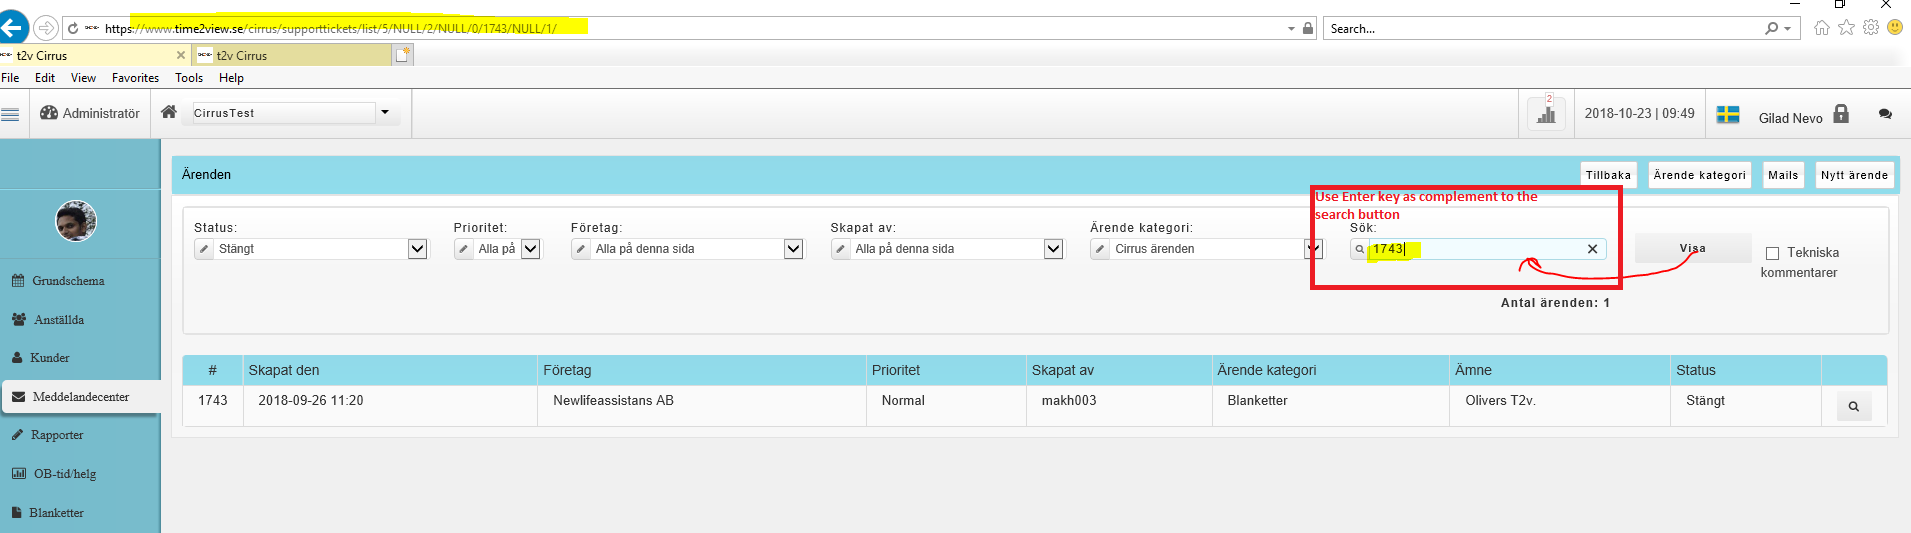 https://www.time2view.se/cirrus/supporttickets/list/5/NULL/2/NULL/0/1743/NULL/1/
Search...
t2v Cirrus
t2v Cirrus
File Edit View Favorites Tools Help
Administratör
CirrusTest
2
2018-10-23 | 09:49
Gilad Nevo
Ärenden
Tillbaka
Ärende kategori
Mails
Nytt ärende
Use Enter key as complement to the
search button
Status:
Prioritet:
Företag:
Skapat av:
Ärende kategori:
Sök:
Stängt
Alla på
Alla på denna sida
Alla på denna sida
Cirrus ärenden
1743
Visa
Tekniska
kommentarer
Antal ärenden: 1
Grundschema
Anställda
Kunder
Meddelandecenter
Rapporter
OB-tid/helg
Blanketter
# Skapat den Företag Prioritet Skapat av Ärende kategori Ämne Status
1743 2018-09-26 11:20 Newlifeassistans AB Normal makh003 Blanketter Olivers T2v. Stängt